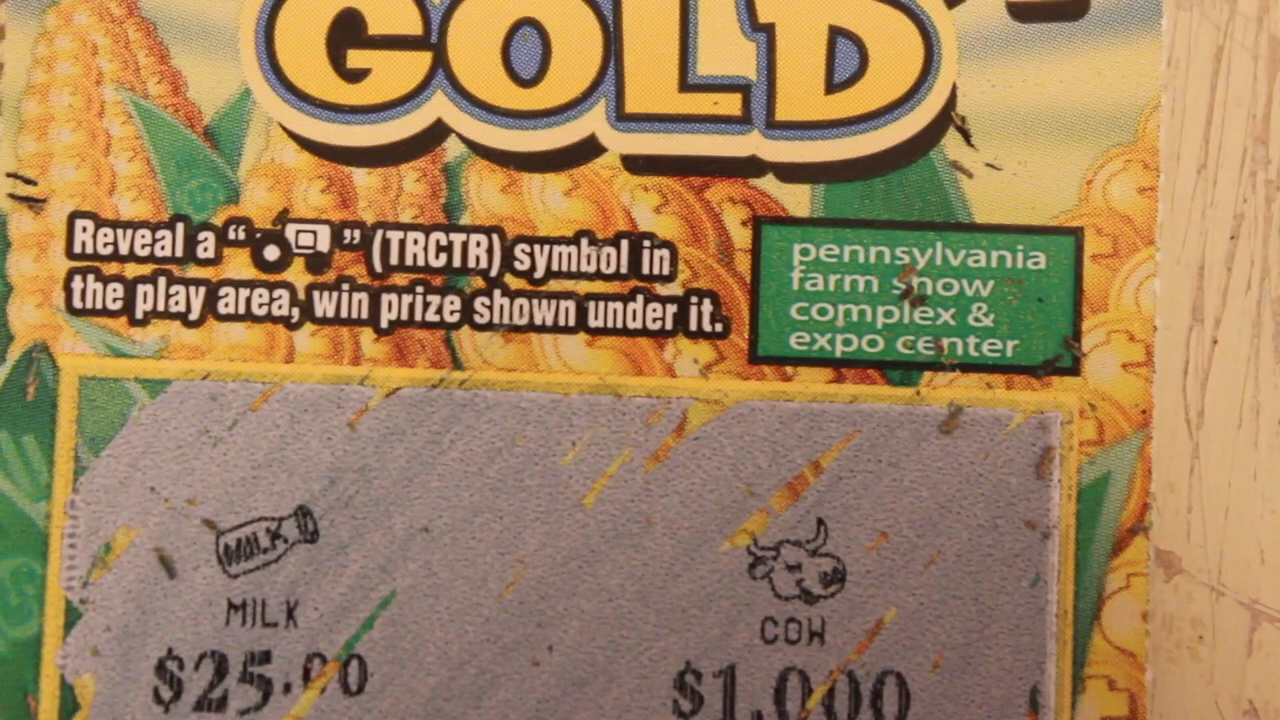 GOLD
Reveal a “ ” (TRCTR) symbol in
the play area, win prize shown under it.
pennsylvania
farm show
complex &
expo center
MILK
MILK
$25.00
COW
$1,000